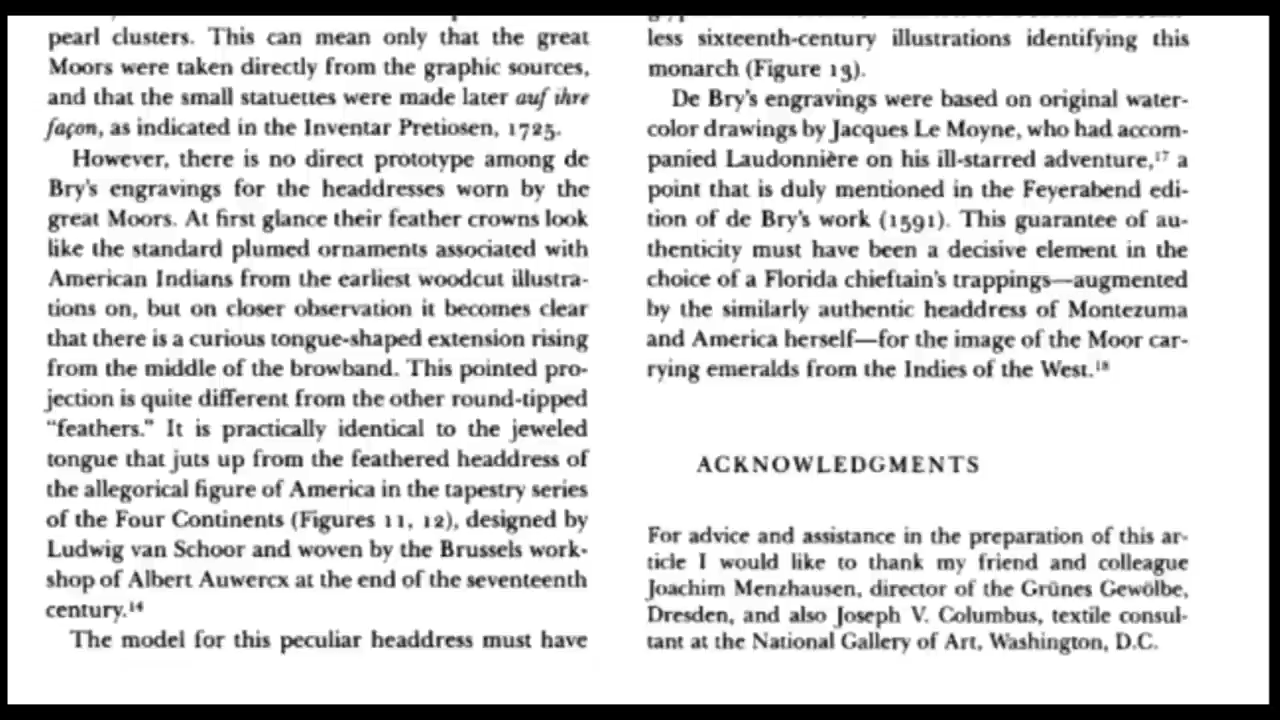 pearl clusters. This can mean only that the great
Moors were taken directly from the graphic sources,
and that the small statuettes were made later auf ihre
façon, as indicated in the Inventar Pretiosen, 1725.
However, there is no direct prototype among de
Bry's engravings for the headdresses worn by the
great Moors. At first glance their feather crowns look
like the standard plumed ornaments associated with
American Indians from the earliest woodcut illustra-
tions on, but on closer observation it becomes clear
that there is a curious tongue-shaped extension rising
from the middle of the browband. This pointed pro-
jection is quite different from the other round-tipped
“feathers.” It is practically identical to the jeweled
tongue that juts up from the feathered headdress of
the allegorical figure of America in the tapestry series
of the Four Continents (Figures 11, 12), designed by
Ludwig van Schoor and woven by the Brussels work-
shop of Albert Auwercx at the end of the seventeenth
century.¹⁴
The model for this peculiar headdress must have
less sixteenth-century illustrations identifying this
monarch (Figure 13).
De Bry's engravings were based on original water-
color drawings by Jacques Le Moyne, who had accom-
panied Laudonnière on his ill-starred adventure,¹⁷ a
point that is duly mentioned in the Feyerabend edi-
tion of de Bry's work (1591). This guarantee of au-
thenticity must have been a decisive element in the
choice of a Florida chieftain's trappings—augmented
by the similarly authentic headdress of Montezuma
and America herself—for the image of the Moor car-
rying emeralds from the Indies of the West.¹⁸
ACKNOWLEDGMENTS
For advice and assistance in the preparation of this ar-
ticle I would like to thank my friend and colleague
Joachim Menzhausen, director of the Grünes Gewölbe,
Dresden, and also Joseph V. Columbus, textile consul-
tant at the National Gallery of Art, Washington, D.C.